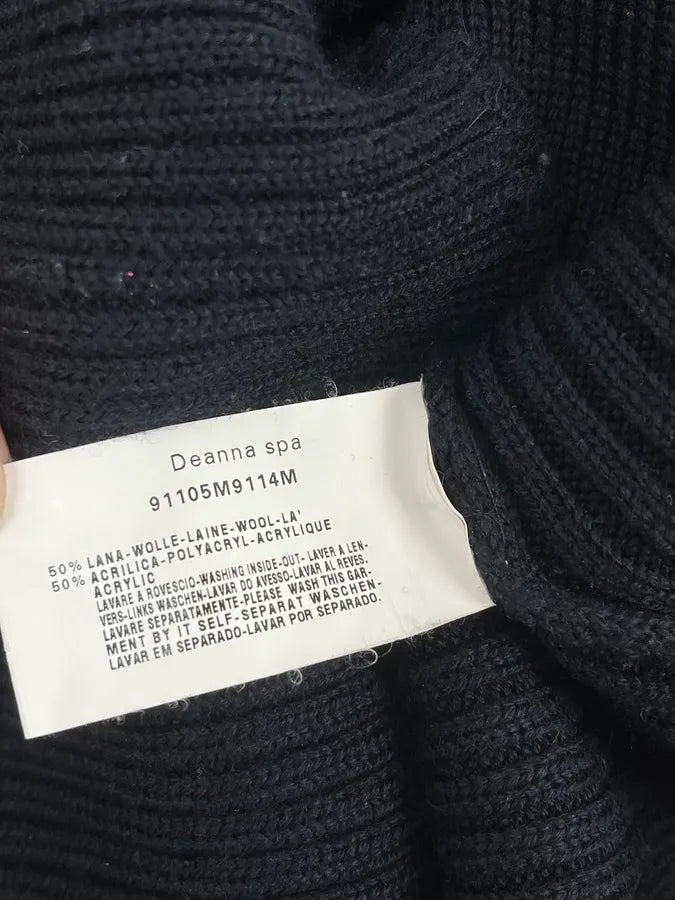 Deanna spa
91105M9114M
50% LANA-WOLLE-LAINE-WOOL-LA'
50% ACRILICA-POLYACRYL-ACRYLIQUE
ACRYLIC
LAVARE A ROVESCIO-WASHING INSIDE-OUT- LAVER A LEN-
VERS-LINKS WASCHEN-LAVAR DO AVESSO-LAVAR AL REVES.
LAVARE SEPARATAMENTE-PLEASE WASH THIS GAR-
MENT BY IT SELF-SEPARAT WASCHEN-
LAVAR EM SEPARADO-LAVAR POR SEPARADO.